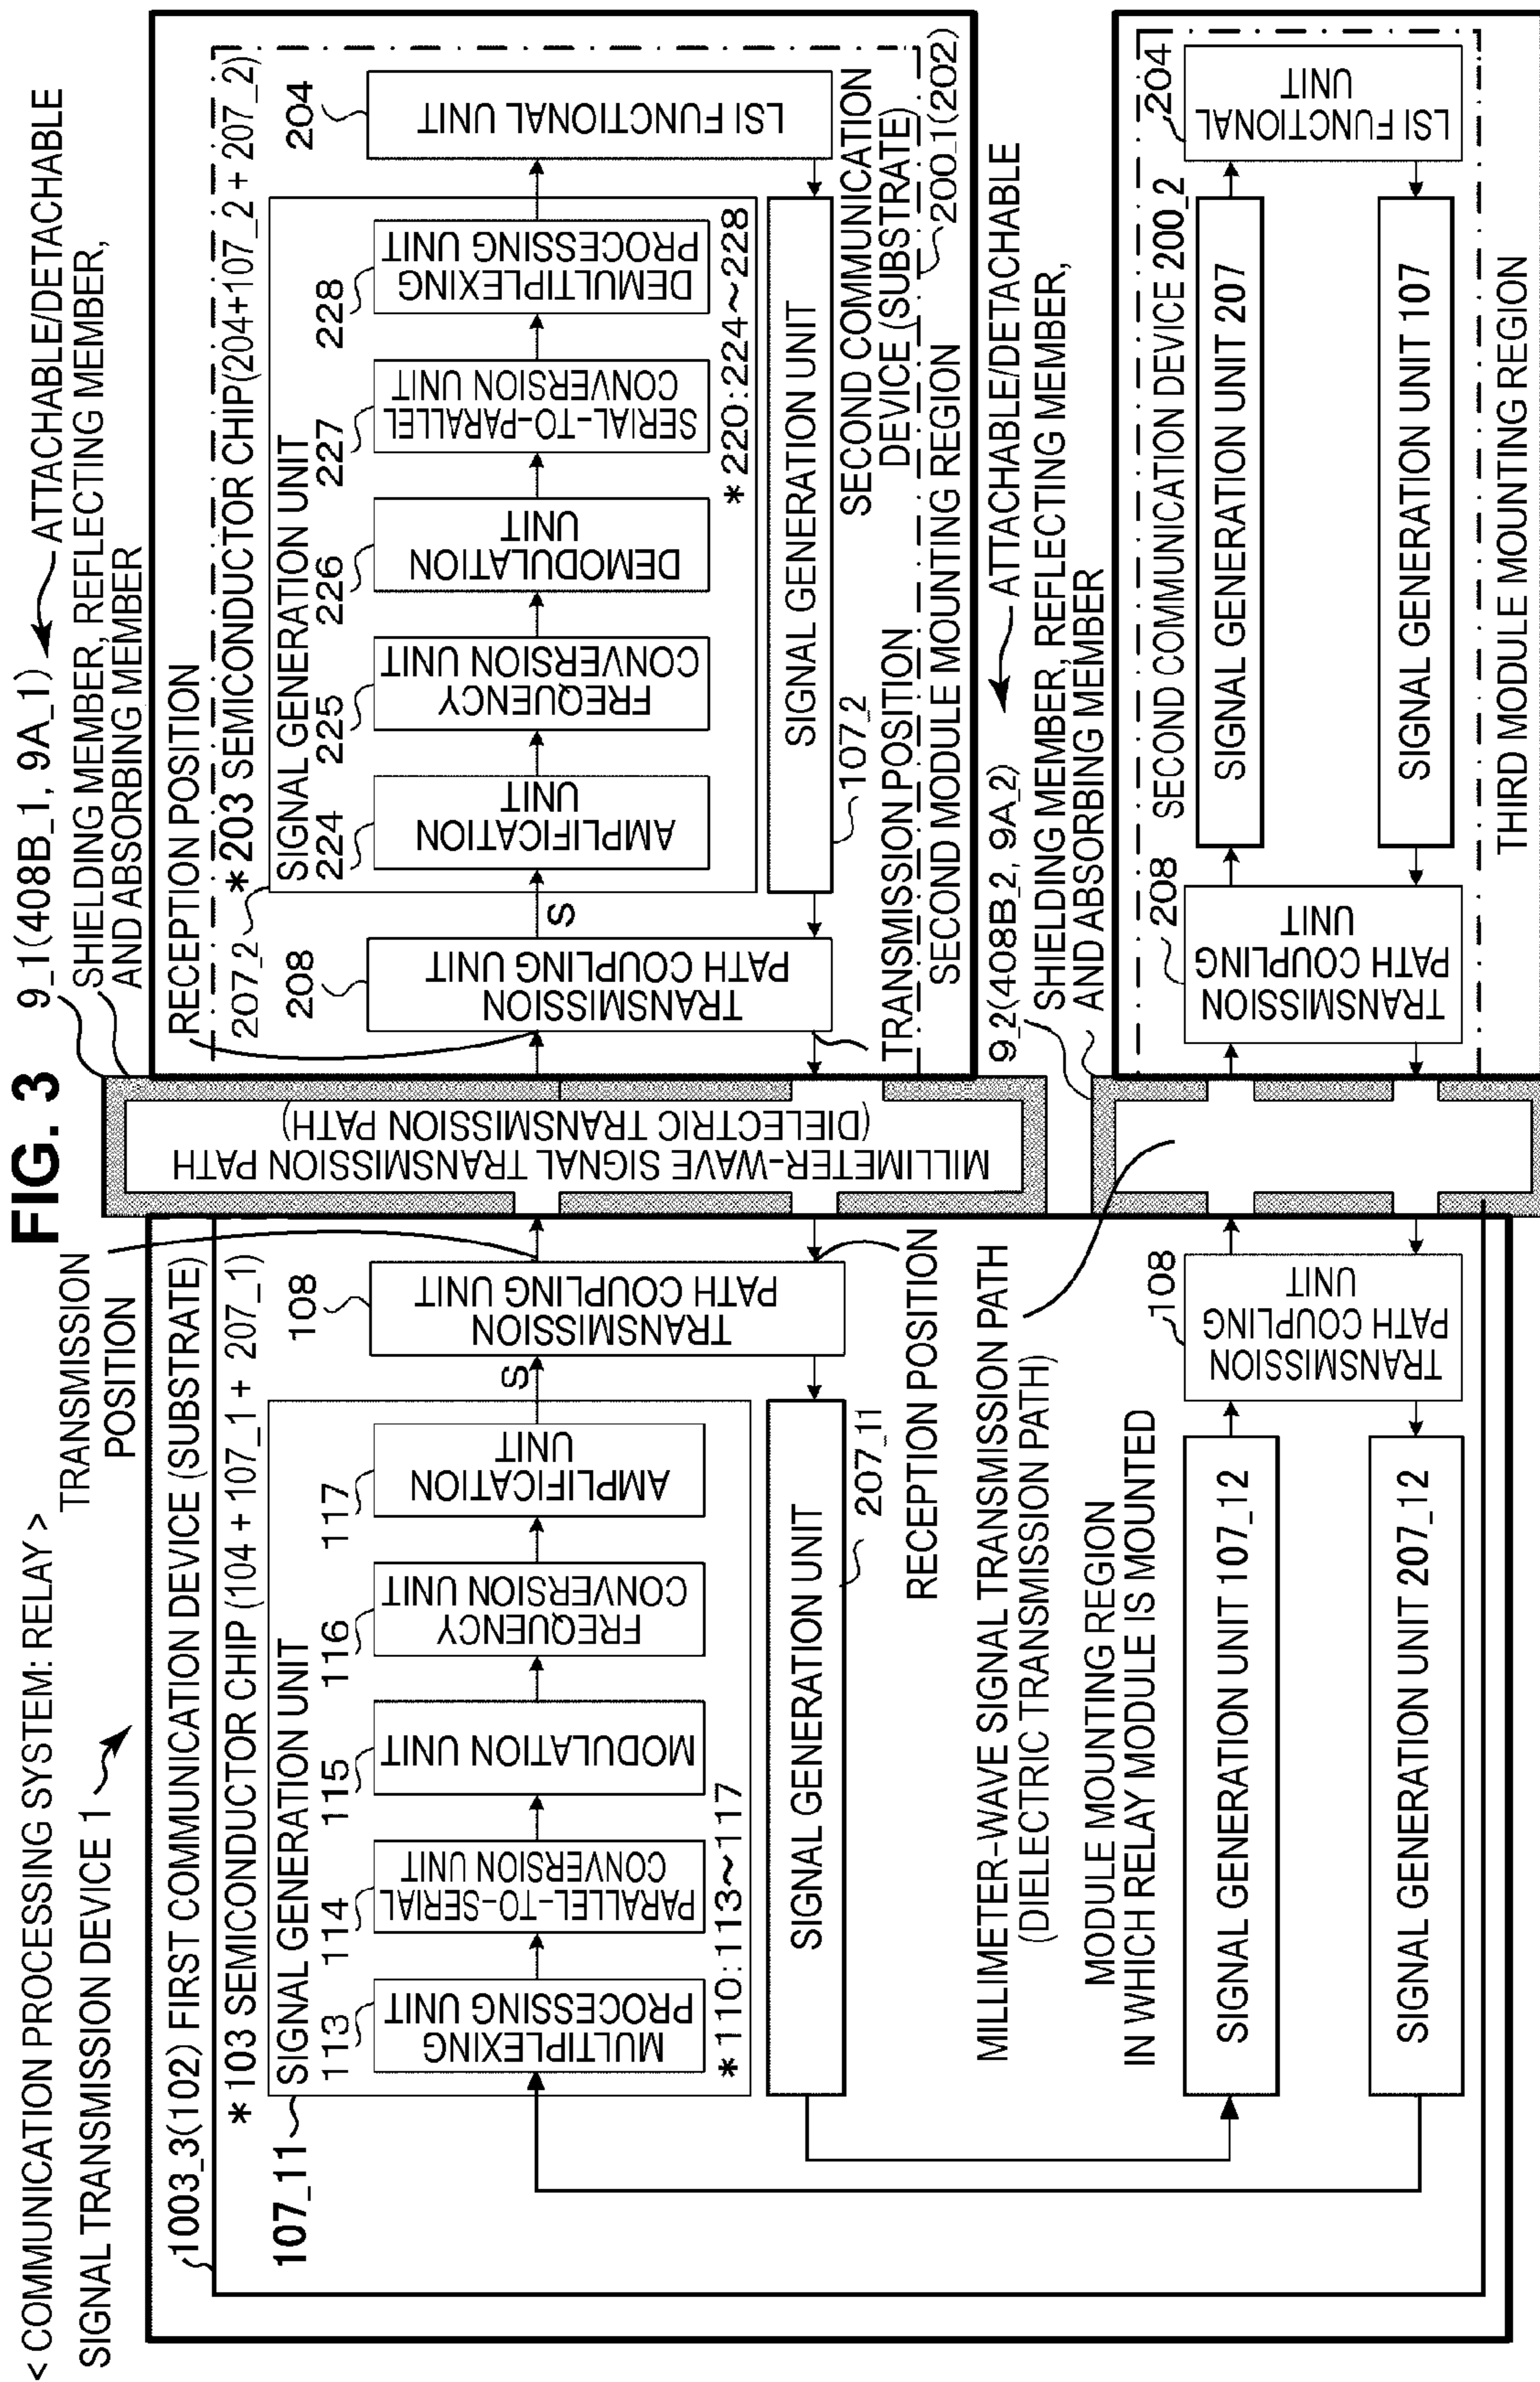 FIG. 3
< COMMUNICATION PROCESSING SYSTEM: RELAY >
SIGNAL TRANSMISSION DEVICE 1
TRANSMISSION
POSITION
9_1(408B_1, 9A_1)
ATTACHABLE/DETACHABLE
SHIELDING MEMBER, REFLECTING MEMBER,
AND ABSORBING MEMBER
1003_3(102) FIRST COMMUNICATION DEVICE (SUBSTRATE)
*103 SEMICONDUCTOR CHIP (104 + 107_1 + 207_1)
107_11
SIGNAL GENERATION UNIT
113
114
115
116
117
108
MULTIPLEXING
PROCESSING UNIT
PARALLEL-TO-SERIAL
CONVERSION UNIT
MODULATION UNIT
FREQUENCY
CONVERSION UNIT
AMPLIFICATION
UNIT
S
TRANSMISSION
PATH COUPLING UNIT
*110:113~117
SIGNAL GENERATION UNIT
207_11
RECEPTION POSITION
MILLIMETER-WAVE SIGNAL TRANSMISSION PATH
(DIELECTRIC TRANSMISSION PATH)
RECEPTION POSITION
207_2
*203 SEMICONDUCTOR CHIP(204+107_2 + 207_2)
SIGNAL GENERATION UNIT
208
224
225
226
227
228
204
TRANSMISSION
PATH COUPLING UNIT
S
AMPLIFICATION
UNIT
FREQUENCY
CONVERSION UNIT
DEMODULATION
UNIT
SERIAL-TO-PARALLEL
CONVERSION UNIT
DEMULTIPLEXING
PROCESSING UNIT
LSI FUNCTIONAL UNIT
*220:224~228
SIGNAL GENERATION UNIT
107_2
SECOND COMMUNICATION
DEVICE (SUBSTRATE)
200_1(202)
TRANSMISSION POSITION
SECOND MODULE MOUNTING REGION
MILLIMETER-WAVE SIGNAL TRANSMISSION PATH
(DIELECTRIC TRANSMISSION PATH)
MODULE MOUNTING REGION
IN WHICH RELAY MODULE IS MOUNTED
9_2(408B_2, 9A_2)
ATTACHABLE/DETACHABLE
SHIELDING MEMBER, REFLECTING MEMBER,
AND ABSORBING MEMBER
SIGNAL GENERATION UNIT 107_12
SIGNAL GENERATION UNIT 207_12
108
TRANSMISSION
PATH COUPLING
UNIT
SECOND COMMUNICATION DEVICE 200_2
208
TRANSMISSION
PATH COUPLING
UNIT
SIGNAL GENERATION UNIT 207
SIGNAL GENERATION UNIT 107
204
LSI FUNCTIONAL
UNIT
THIRD MODULE MOUNTING REGION